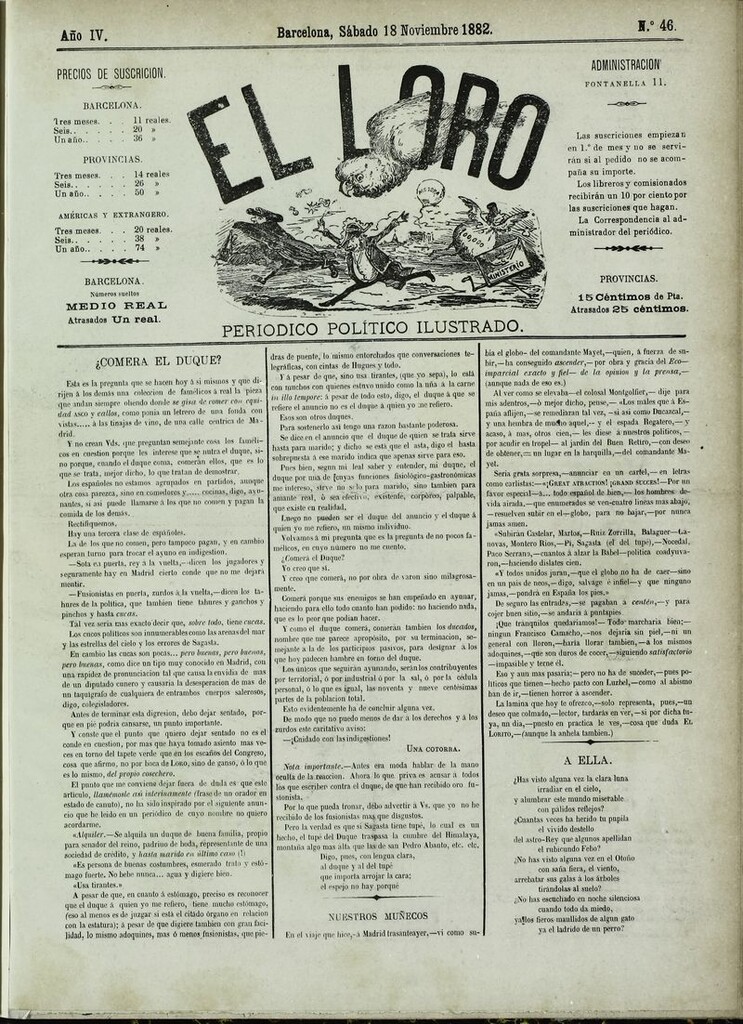 Año IV.
Barcelona, Sábado 18 Noviembre 1882.
N.º 46.
PRECIOS DE SUSCRICION.
BARCELONA.
Tres meses. . . 11 reales.
Seis. . . . . 20 »
Un año. . . . 36 »
PROVINCIAS.
Tres meses. . . 14 reales
Seis. . . . . 26 »
Un año. . . . . 50 »
AMÉRICAS Y EXTRANGERO.
Tres meses. . . 20 reales.
Seis. . . . . 38 »
Un año. . . . . 74 »
BARCELONA.
Números sueltos
MEDIO REAL
Atrasados Un real.
EL LORO
MINISTERIO
PERIODICO POLÍTICO ILUSTRADO.
ADMINISTRACION
FONTANELLA 11.
Las suscriciones empiezan
en 1.º de mes y no se servi-
rán si al pedido no se acom-
paña su importe.
Los libreros y comisionados
recibirán un 10 por ciento por
las suscriciones que hagan.
La Correspondencia al ad-
ministrador del periódico.
PROVINCIAS.
15 Céntimos de Pta.
Atrasados 25 céntimos.
¿COMERA EL DUQUE?
Esta es la pregunta que se hacen hoy á si mismos y que di-
rijen á los demás una coleccion de famélicos á real la pieza
que andan siempre oliendo donde se guisa de comer con equi-
dad asco y callos, como ponia un letrero de una fonda con
vistas..... á las tinajas de vino, de una calle céntrica de Ma-
drid.
Y no crean Vds. que preguntan semejante cosa los faméli-
cos en cuestion porque les interese que se nutra el duque, si-
no porque, cuando el duque coma, comerán ellos, que es lo
que se trata, mejor dicho, lo que tratan de demostrar.
Los españoles no estamos agrupados en partidos, aunque
otra cosa parezca, sino en comedores y..... cocinas, digo, ayu-
nantes, si asi puede llamarse á los que no comen y pagan la
comida de los demás.
Rectifiquemos.
Hay una tercera clase de españoles.
La de los que no comen, pero tampoco pagan, y en cambio
esperan turno para trocar el ayuno en indigestion.
—Sota en puerta, rey á la vuelta,—dicen los jugadores y
seguramente hay en Madrid cierto conde que no me dejará
mentir.
—Fusionistas en puerta, zurdos á la vuelta,—dicen los ta-
hures de la política, que tambien tiene tahures y ganchos y
pinchos y hasta cucas.
Tal vez seria mas exacto decir que, sobre todo, tiene cucas.
Los cucos políticos son innumerables como las arenas del mar
y las estrellas del cielo y los errores de Sagasta.
En cambio las cucas son pocas... pero buenas, pero buenas,
pero buenas, como dice un tipo muy conocido en Madrid, con
una rapidez de pronunciacion tal que causa la envidia de mas
de un diputado cunero y causaria la desesperacion de mas de
un taquígrafo de cualquiera de entrambos cuerpos salerosos,
digo, colegisladores.
Antes de terminar esta digresion, debo dejar sentado, por-
que en pié podria cansarse, un punto importante.
Y conste que el punto que quiero dejar sentado no es el
conde en cuestion, por mas que haya tomado asiento mas ve-
ces en torno del tapete verde que en los escaños del Congreso,
cosa que afirmo, no por boca de LORO, sino de ganso, ó lo que
es lo mismo, del propio cosechero.
El punto que me conviene dejar fuera de duda es que este
artículo, llamémosle asi interinamente (frase de un orador en
estado de canuto), no ha sido inspirado por el siguiente anun-
cio que he leido en un periódico de cuyo nombre no quiero
acordarme.
«Alquiler.—Se alquila un duque de buena familia, propio
para senador del reino, padrino de boda, representante de una
sociedad de crédito, y hasta marido en último caso (!)
»Es persona de buenas costumbres, esmerado trato y estó-
mago fuerte. No bebe nunca... agua y digiere bien.
«Usa tirantes.»
A pesar de que, en cuanto á estómago, preciso es reconocer
que el duque á quien yo me refiero, tiene mucho estómago,
(eso al menos es de juzgar si está el citado órgano en relacion
con la estatura); á pesar de que digiere tambien con gran fa-
cilidad, lo mismo adoquines, mas ó menos fusionistas, que pie-
dras de puente, lo mismo entorchados que conversaciones te-
legráficas, con cintas de Hugues y todo.
Y á pesar de que, sino usa tirantes, (que yo sepa), lo está
con muchos con quienes estuvo unido como la uña á la carne
in illo tempore: á pesar de todo esto, digo, el duque á que se
refiere el anuncio no es el duque á quien yo me refiero.
Esos son otros duques.
Para sostenerlo asi tengo una razon bastante poderosa.
Se dice en el anuncio que el duque de quien se trata sirve
hasta para marido; y dicho se está que el asta, digo el hasta
sobrepuesta á ese marido indica que apenas sirve para eso.
Pues bien, segun mi leal saber y entender, mi duque, el
duque por una de cuyas funciones fisiológico-gastronómicas
me intereso, sirve no solo para marido, sino tambien para
amante real, ó sea efectivo, existente, corpóreo, palpable,
que existe en realidad.
Luego no pueden ser el duque del anuncio y el duque á
quien yo me refiero, un mismo individuo.
Volvamos á mi pregunta que es la pregunta de no pocos fa-
mélicos, en cuyo número no me cuento.
¿Comerá el Duque?
Yo creo que sí.
Y creo que comerá, no por obra de varon sino milagrosa-
mente.
Comerá porque sus enemigos se han empeñado en ayunar,
haciendo para ello todo cuanto han podido: no haciendo nada,
que es lo peor que podian hacer.
Y como el duque comerá, comerán tambien los ducales,
nombre que me parece apropósito, por su terminacion, se-
mejante á la de los participios pasivos, para designar á los
que hoy padecen hambre en torno del duque.
Los únicos que seguirán ayunando, serán los contribuyentes
por territorial, ó por industrial ó por la sal, ó por la cédula
personal, ó lo que es igual, las noventa y nueve centésimas
partes de la poblacion total.
Esto evidentemente ha de concluir alguna vez.
De modo que no puedo menos de dar á los derechos y á los
zurdos este caritativo aviso:
—¡Cuidado con las indigestiones!
UNA COTORRA.
Nota importante.—Antes era moda hablar de la mano
oculta de la reaccion. Ahora lo que priva es acusar á todos
los que escriben contra el duque, de que han recibido oro fu-
sionista.
Por lo que pueda tronar, debo advertir á Vs. que yo no he
recibido de los fusionistas mas que disgustos.
Pero la verdad es que si Sagasta tiene tupé, lo cual es un
hecho, el tupé del Duque traspasa la cumbre del Himalaya,
montaña algo mas alta que las de san Pedro Abanto, etc. etc.
Digo, pues, con lengua clara,
al duque y al del tupé
que importa arrojar la cara;
el espejo no hay porqué
NUESTROS MUÑECOS
En el viaje que hice,—á Madrid trasanteayer,—vi como su-
bia el globo—del comandante Mayet,—quien, á fuerza de su-
bir,—ha conseguido ascender,—por obra y gracia del Eco—
imparcial exacto y fiel—de la opinion y la prensa,—
(aunque nada de eso es.)
Al ver como se elevaba—el colosal Montgolfier,—dije para
mis adentros,—ó mejor dicho, pensé,—«Los males que á Es-
paña aflijen,—se remediaran tal vez,—si asi como Ducazcal,—
y una hembra de muño aquel,—y el espada Regatero,—y
acaso, á mas, otros cien,—les diese á nuestros políticos,—
por acudir en tropel—al jardin del Buen Retiro,—con deseo
de obtener,—un lugar en la barquilla,—del comandante Ma-
yet.
Seria grata sorpresa,—anunciar en un cartel,—en letras
como carlistas:—«¡GREAT ATRACTION! ¡GRAND SUCCES!—Por un
favor especial—á... todo español de bien,—los hombres de-
vida airada,—que enumerados se ven—cuatro líneas mas abajo,
—resuelven subir en el—globo, para no bajar,—por nunca
jamas amen.
«Subirán Castelar, Martos,—Ruiz Zorrilla, Balaguer—Ca-
novas, Montero Rios,—Pí, Sagasta (el del tupé),—Nocedal,
Paco Serrano,—cuantos á alzar la Babel—política coadyuva-
ron,—haciendo dislates cien.
«Y todos unidos juran,—que el globo no ha de caer—sino
en un pais de neos,—digo, salvage é infiel—y que ninguno
jamas,—pondrá en España los piés.»
De seguro las entradas,—se pagaban á centén,—y para
cojer buen sitio,—se andaria á puntapies
¡Que tranquilos quedariamos!—Todo marcharia bien:—
ningun Francisco Camacho,—nos dejaria sin piel,—ni un
general con lloron,—haria llorar tambien,—á los mismos
adoquines,—que son duros de cocer,—siguiendo satisfactorio
—impasible y terne él.
Eso y aun mas pasaria;—pero no ha de suceder,—pues po-
líticos que tienen—hecho pacto con Luzbel,—como al abismo
han de ir,—tienen horror á ascender.
La lamina que hoy te ofrezco,—solo representa, pues,—un
deseo que colmado,—lector, tardarías en ver,—si por dicha tu-
ya, un dia,—puesto en practica le ves,—cosa que duda EL
LORITO,—(aunque la anhela tambien.)
A ELLA.
¿Has visto alguna vez la clara luna
irradiar en el cielo,
y alumbrar este mundo miserable
con palidos reflejos?
¿Cuantas veces ha herido tu pupila
el vivido destello
del astro-Rey que algunos apellidan
el rubicundo Febo?
¿No has visto alguna vez en el Otoño
con saña fiera, el viento,
arrebatar sus galas á los árboles
tirándolas al suelo?
¿No has escuchado en noche silenciosa
cuando todo da miedo,
ya los fieros maullidos de algun gato
ya el ladrido de un perro?